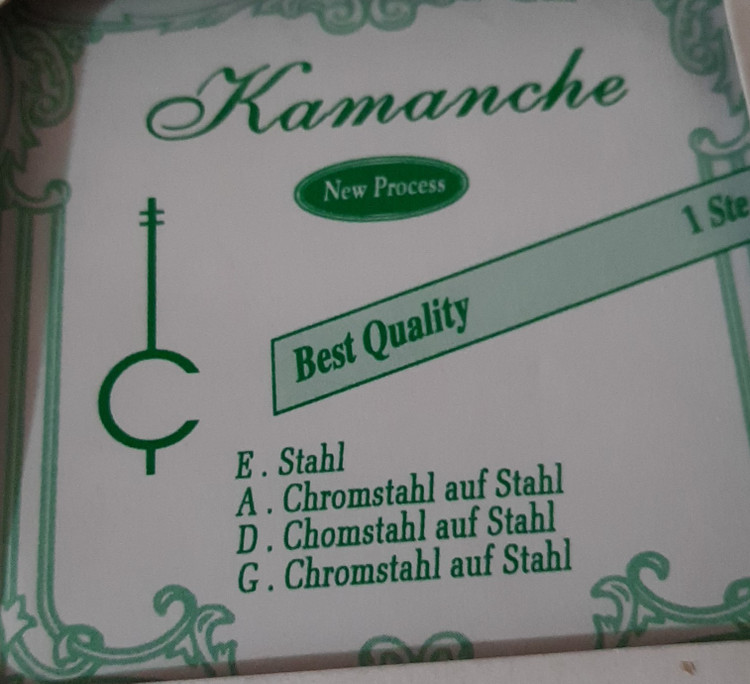 Kamanche
New Process
1 Ste
Best Quality
E . Stahl
A . Chromstahl auf Stahl
D . Chomstahl auf Stahl
G . Chromstahl auf Stahl